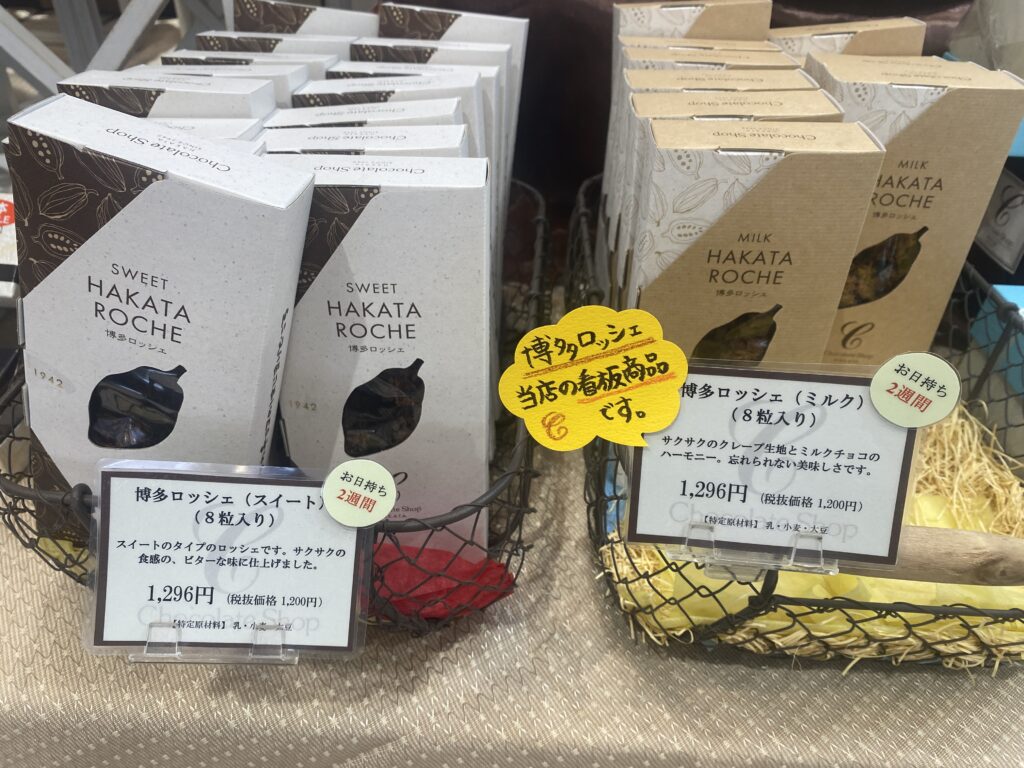 Chocolate Shop
Chocolate Shop
Chocolate Shop
SWEET
HAKATA
ROCHE
博多ロッシェ
1942
SWEET
HAKATA
ROCHE
博多ロッシェ
1942
Chocolate Shop
Chocolate Shop
MILK
HAKATA
ROCHE
博多ロッシェ
MILK
HAKATA
ROCHE
博多ロッシェ
Chocolate Shop
博多ロッシェ
当店の看板商品
です。
博多ロッシェ（スイート）
（８粒入り）
お日持ち
2週間
スイートのタイプのロッシェです。サクサクの
食感の、ビターな味に仕上げました。
1,296円（税抜価格 1,200円）
【特定原材料】乳・小麦・大豆
博多ロッシェ（ミルク）
（８粒入り）
お日持ち
2週間
サクサクのクレープ生地とミルクチョコの
ハーモニー。忘れられない美味しさです。
1,296円（税抜価格 1,200円）
【特定原材料】乳・小麦・大豆